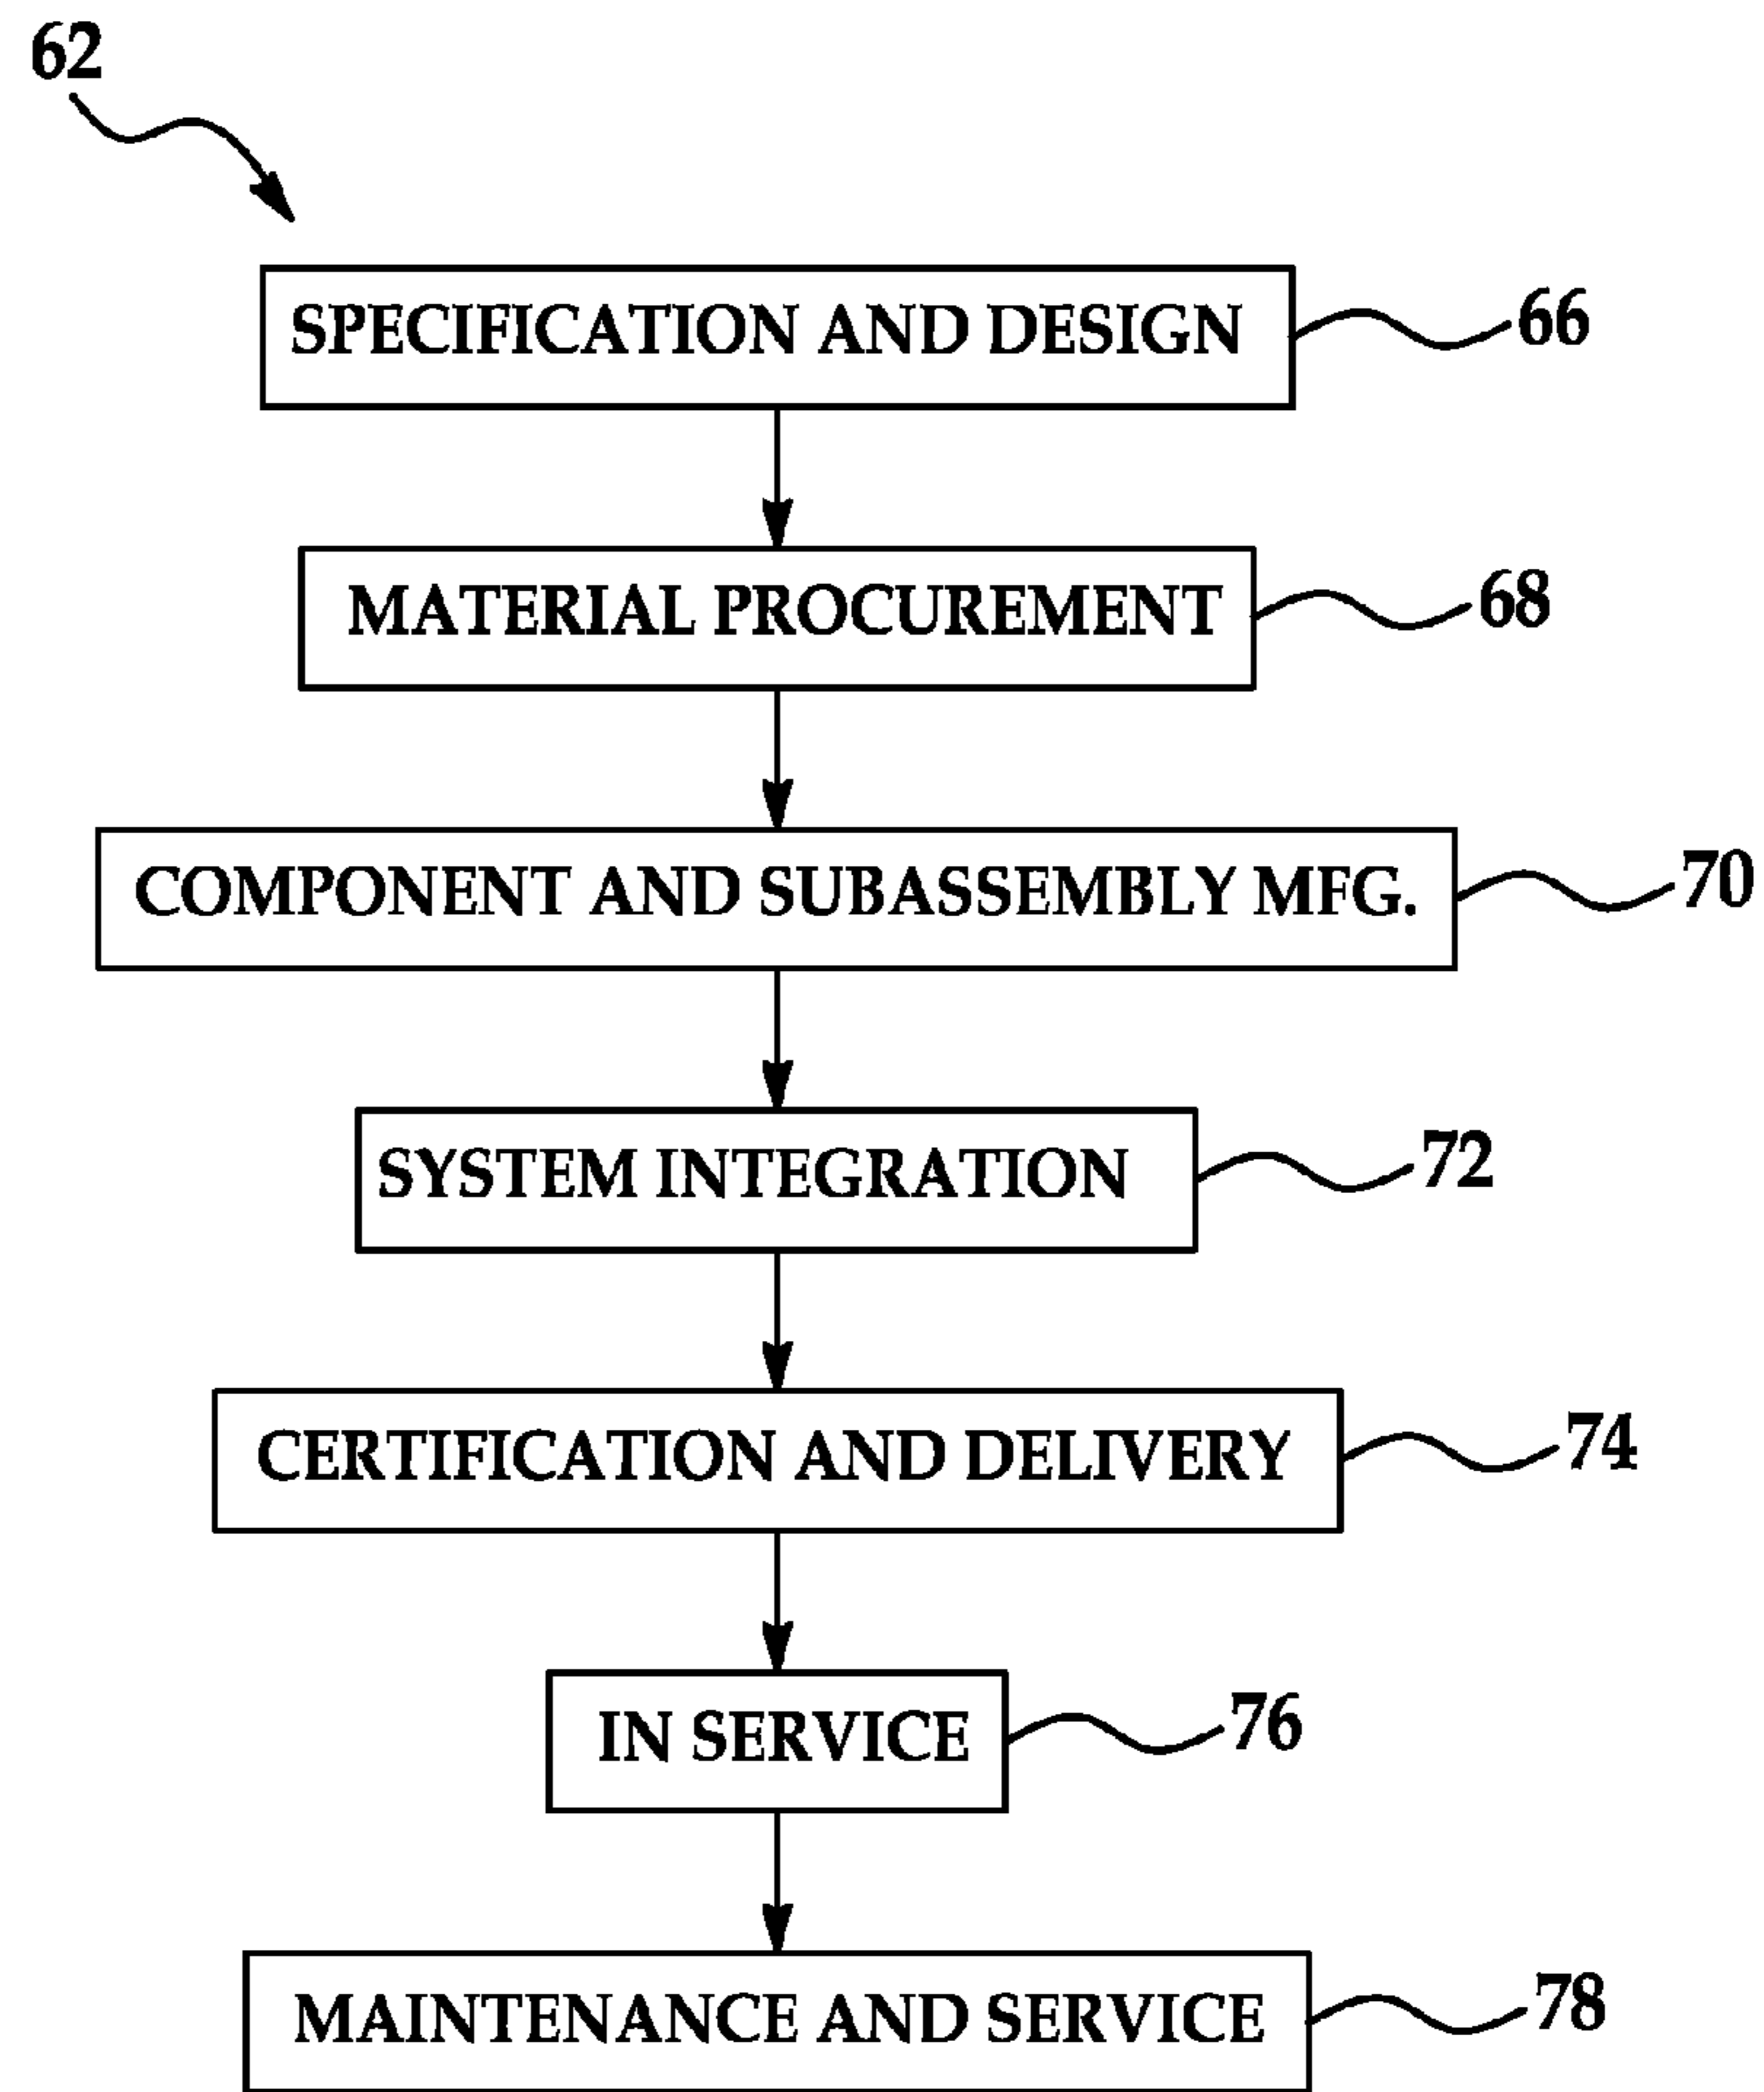 62
SPECIFICATION AND DESIGN 66
MATERIAL PROCUREMENT 68
COMPONENT AND SUBASSEMBLY MFG. 70
SYSTEM INTEGRATION 72
CERTIFICATION AND DELIVERY 74
IN SERVICE 76
MAINTENANCE AND SERVICE 78